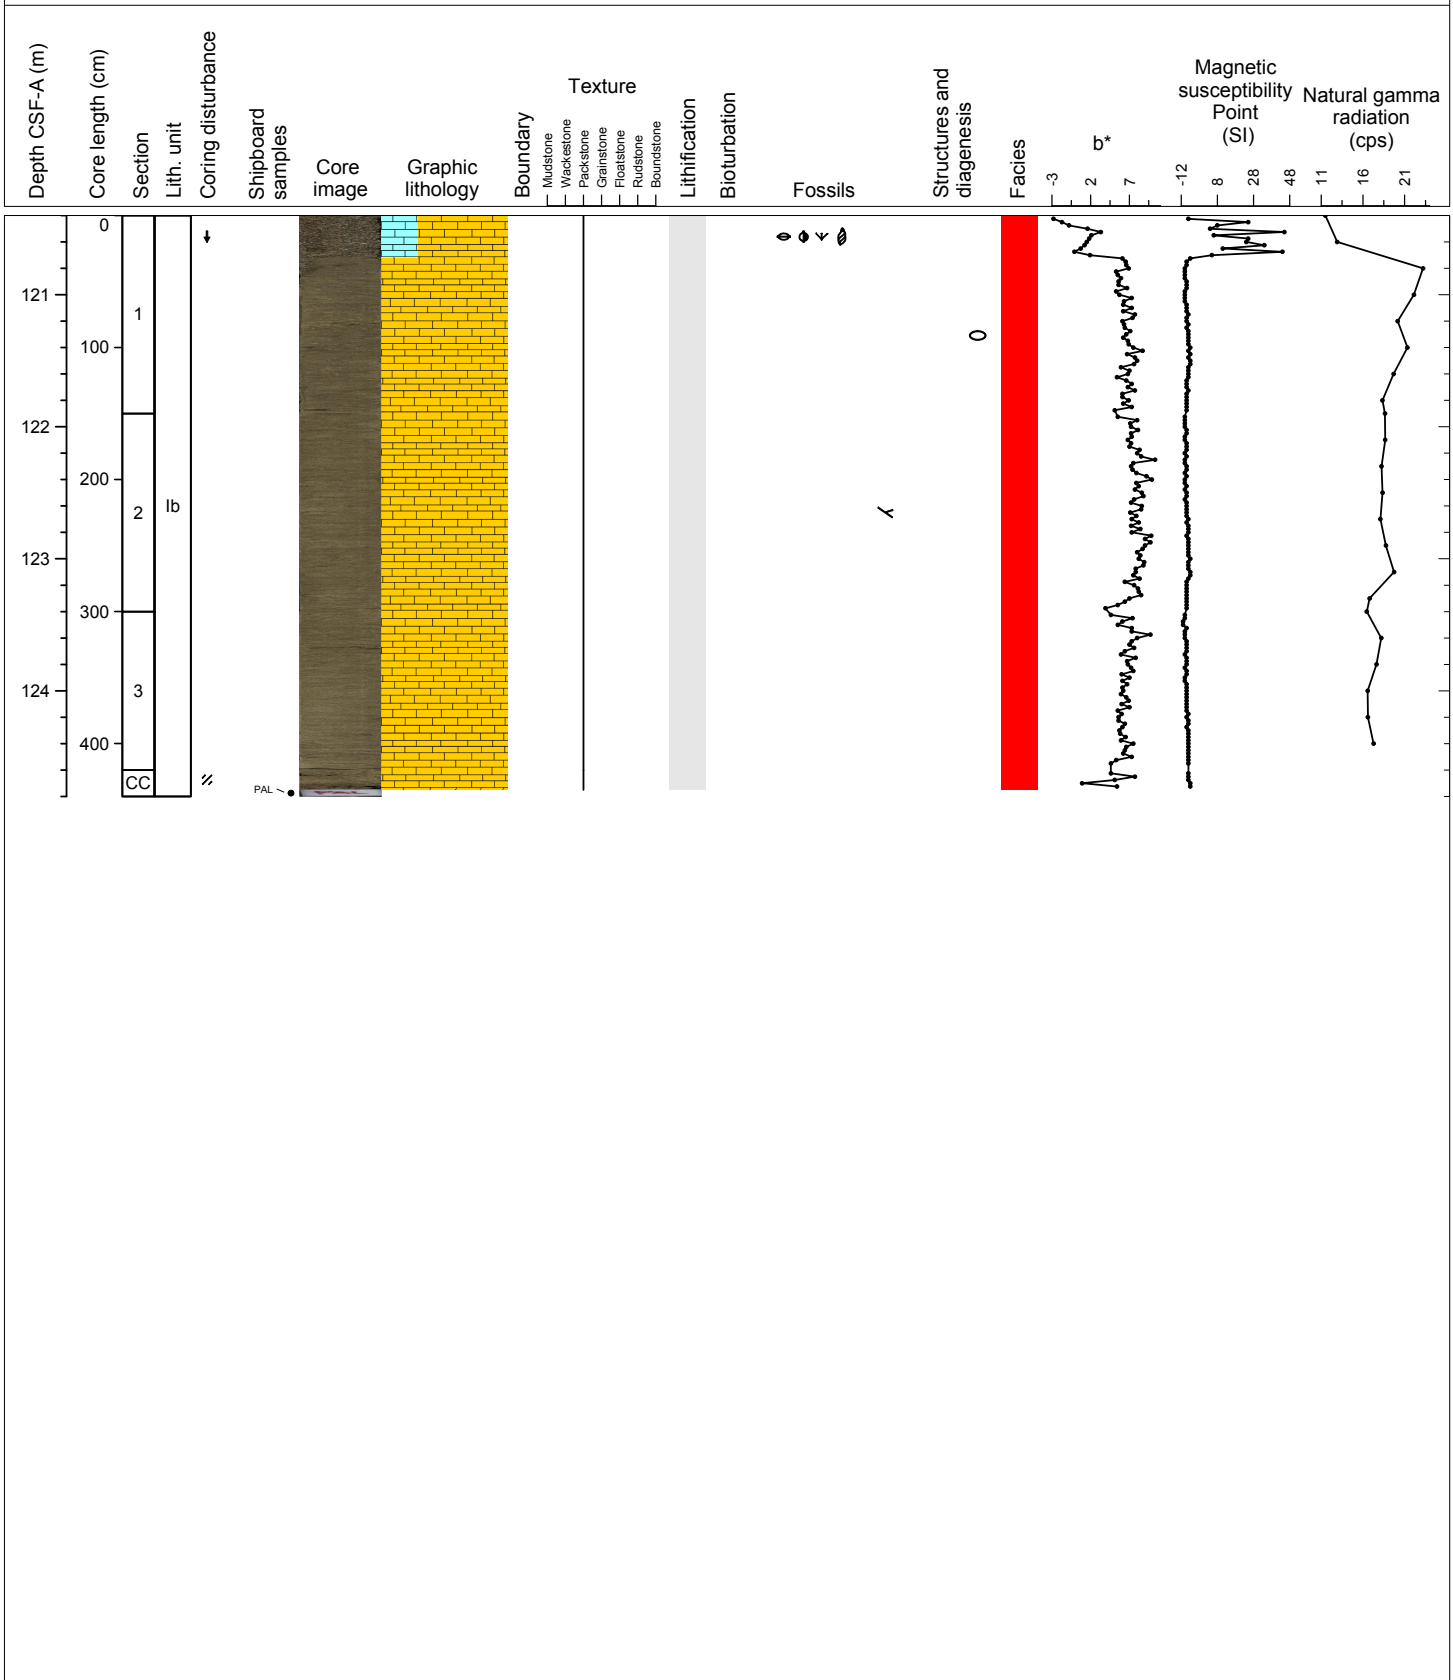 Depth CSF-A (m)
Core length (cm)
Section
Lith. unit
Coring disturbance
Shipboard
samples
Core
image
Graphic
lithology
Boundary
Texture
Mudstone
Wackestone
Packstone
Grainstone
Floatstone
Rudstone
Boundstone
Lithification
Bioturbation
Fossils
Structures and
diagenesis
Facies
b*
-3 2 7
Magnetic
susceptibility
Point
(SI)
-12 8 28 48
Natural gamma
radiation
(cps)
11 16 21
0
121
1
100
122
200
2
Ib
123
300
3
124
400
CC
PAL